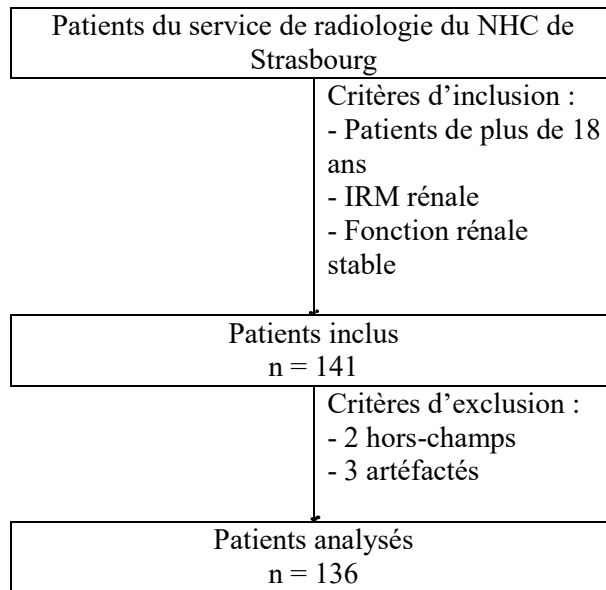 Patients du service de radiologie du NHC de
Strasbourg
Critères d’inclusion :
- Patients de plus de 18
ans
- IRM rénale
- Fonction rénale
stable
Patients inclus
n = 141
Critères d’exclusion :
- 2 hors-champs
- 3 artéfactés
Patients analysés
n = 136